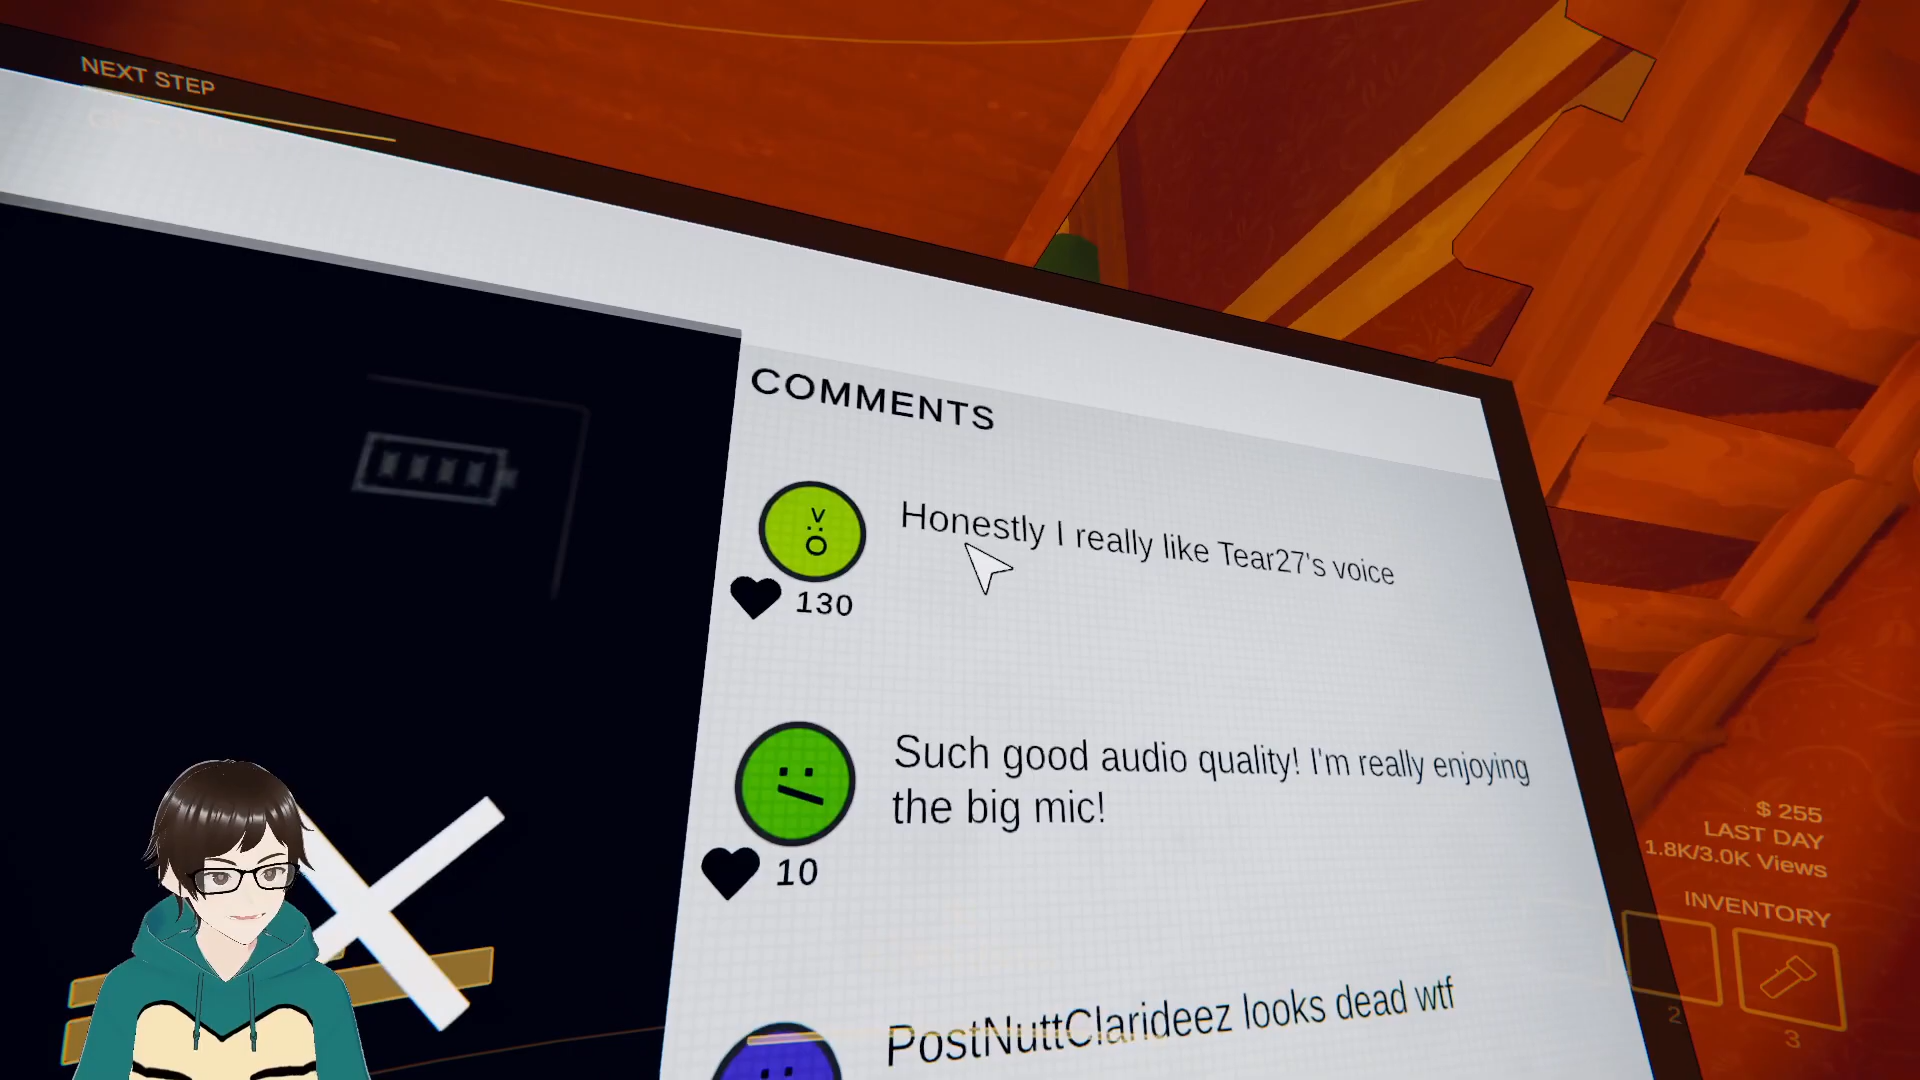 NEXT STEP
COMMENTS
Honestly I really like Tear27's voice
130
Such good audio quality! I'm really enjoying
the big mic!
10
PostNuttClarideez looks dead wtf
$ 255
LAST DAY
1.8K/3.0K Views
INVENTORY
2
3